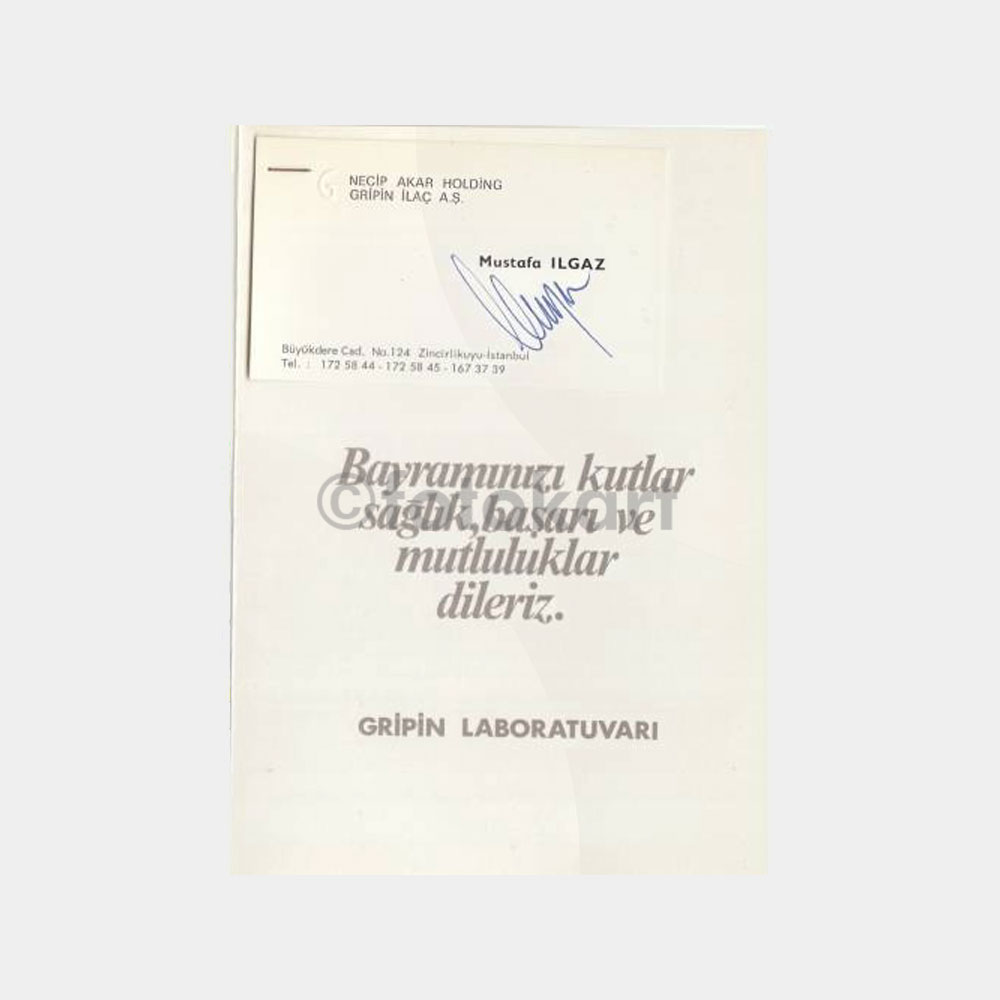 NECİP AKAR HOLDİNG
GRİPİN İLAÇ A.Ş.
Mustafa ILGAZ
Büyükdere Cad. No.124 Zincirlikuyu-İstanbul
Tel. : 172 58 44 - 172 58 45 - 167 37 39
Bayramınızı kutlar
©fotokart
sağlık, başarı ve
mutluluklar
dileriz.
GRİPİN LABORATUVARI